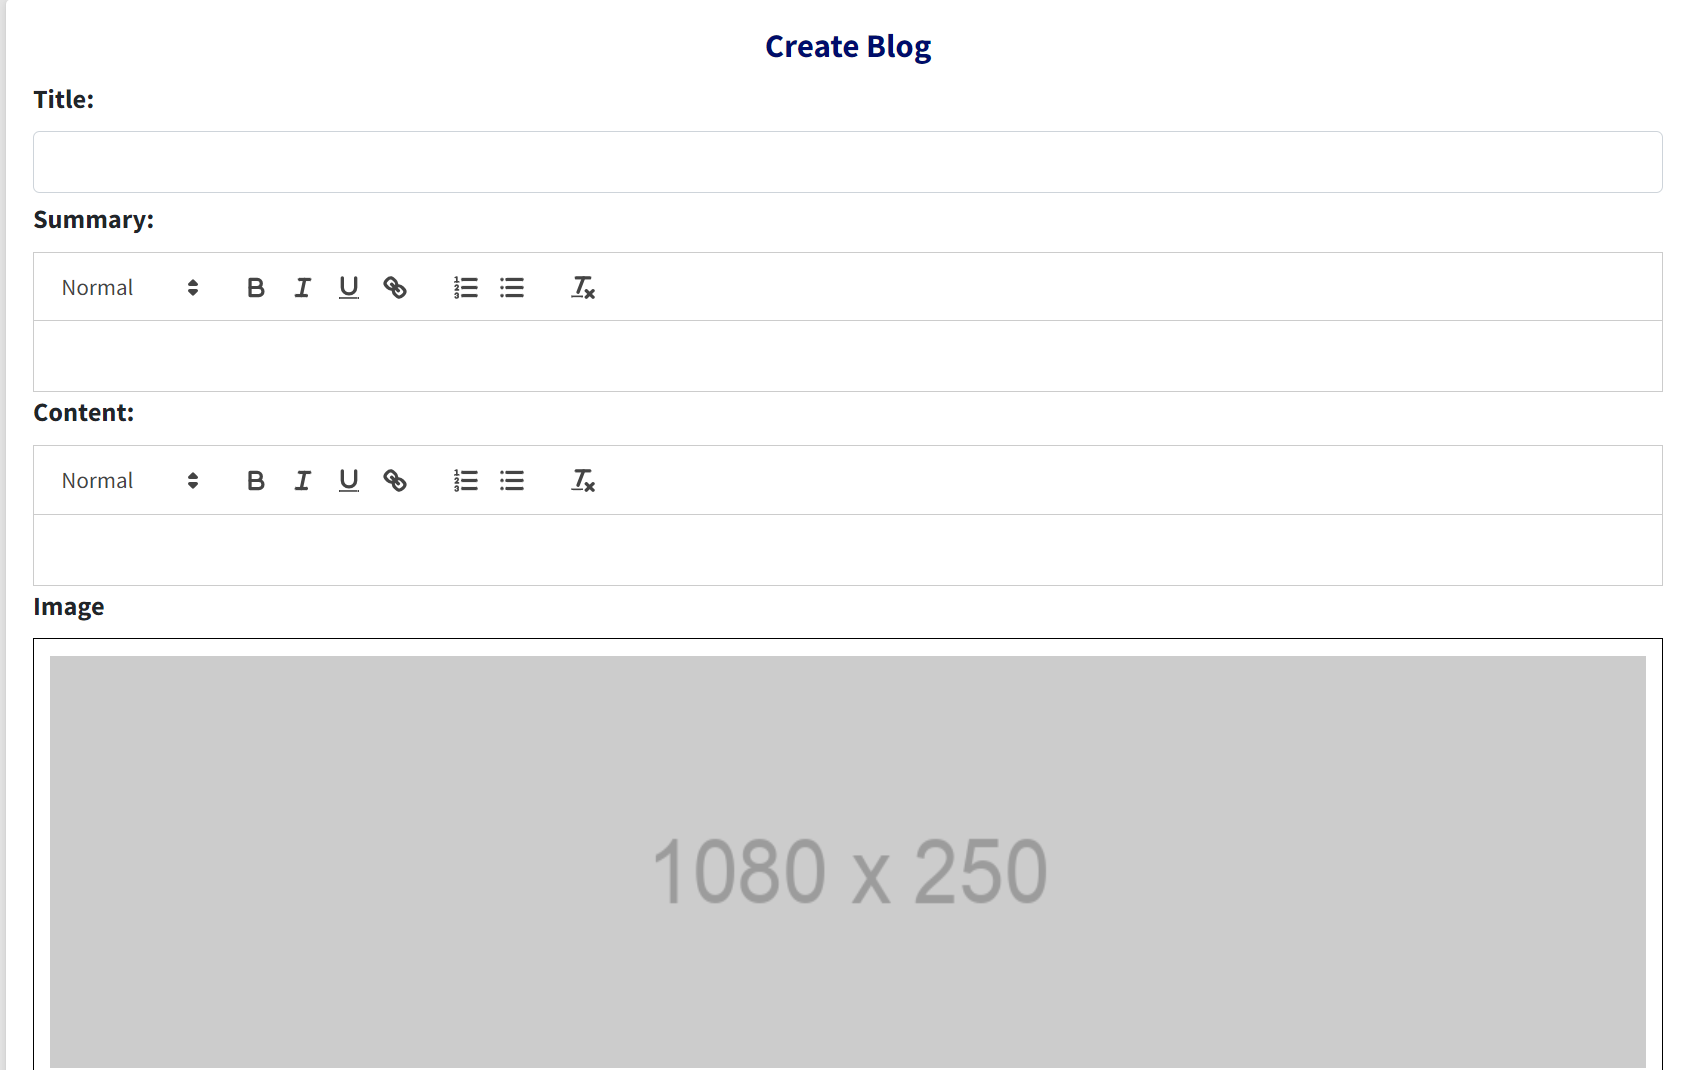 Create Blog
Title:
Summary:
Normal
Content:
Normal
Image
1080 x 250